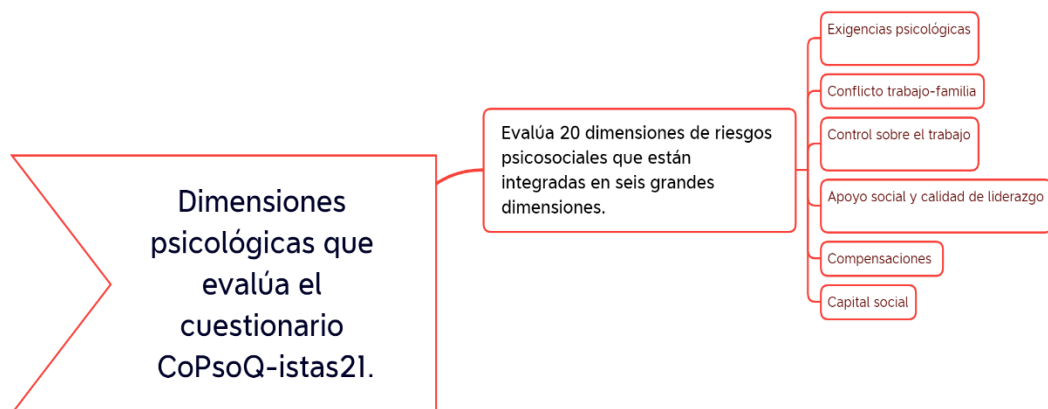 Dimensiones
psicológicas que
evalúa el
cuestionario
CoPsoQ-istas21.
Evalúa 20 dimensiones de riesgos
psicosociales que están
integradas en seis grandes
dimensiones.
Exigencias psicológicas
Conflicto trabajo-familia
Control sobre el trabajo
Apoyo social y calidad de liderazgo
Compensaciones
Capital social